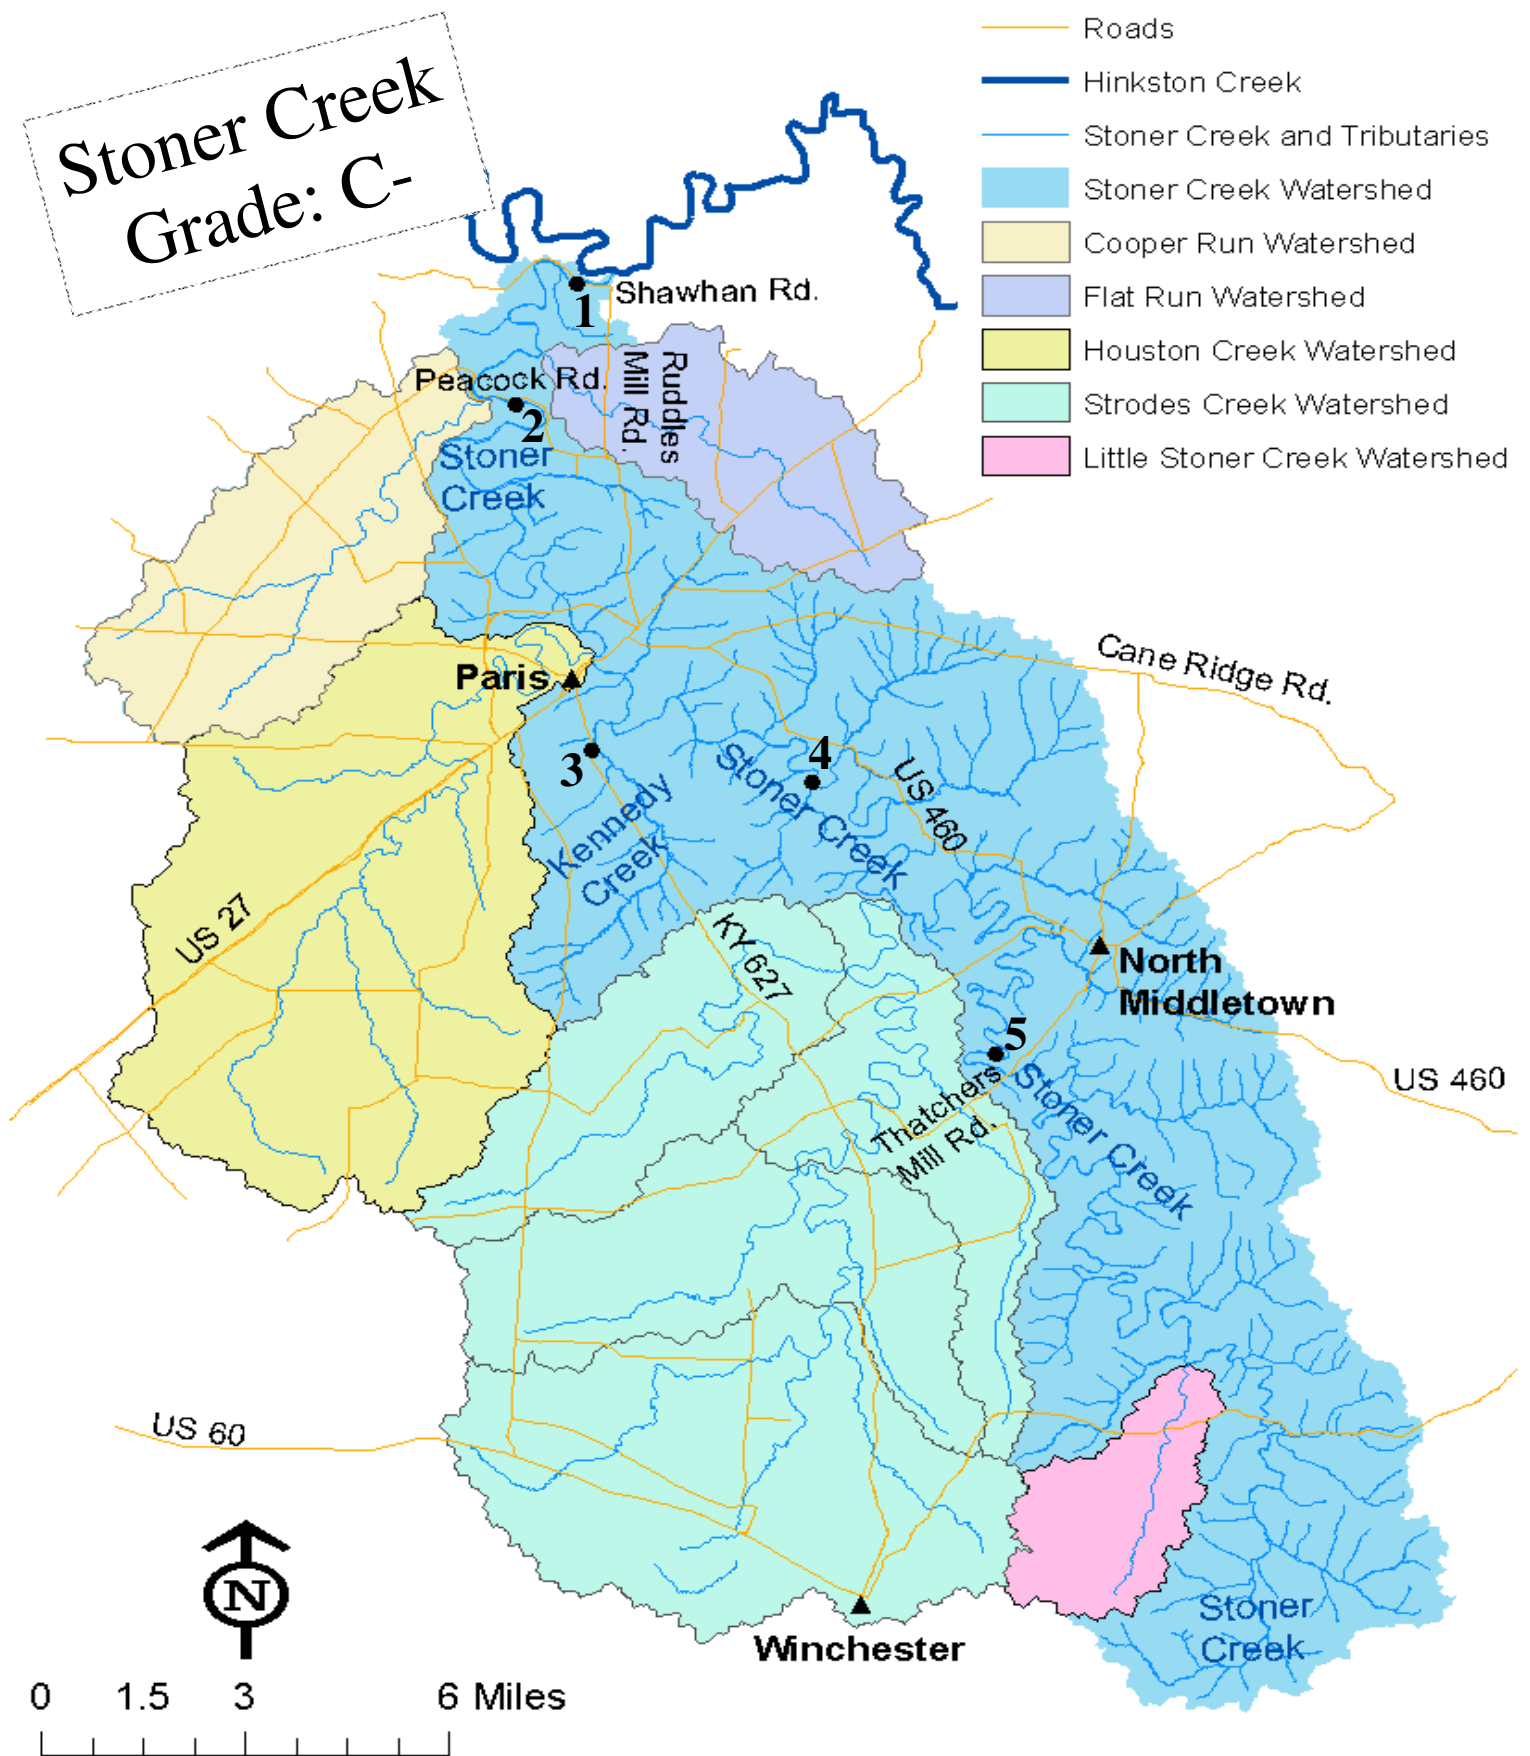 Stoner Creek
Grade: C-
Roads
Hinkston Creek
Stoner Creek and Tributaries
Stoner Creek Watershed
Cooper Run Watershed
Flat Run Watershed
Houston Creek Watershed
Strodes Creek Watershed
Little Stoner Creek Watershed
Shawhan Rd.
1
Ruddles
Mill Rd.
Peacock Rd.
2
Stoner
Creek
Cane Ridge Rd.
Paris
3
4
Stoner Creek
US 460
Kennedy
Creek
US 27
KY 627
North
Middletown
5
Stoner Creek
US 460
Thatchers
Mill Rd.
US 60
N
Stoner
Creek
Winchester
0 1.5 3 6 Miles